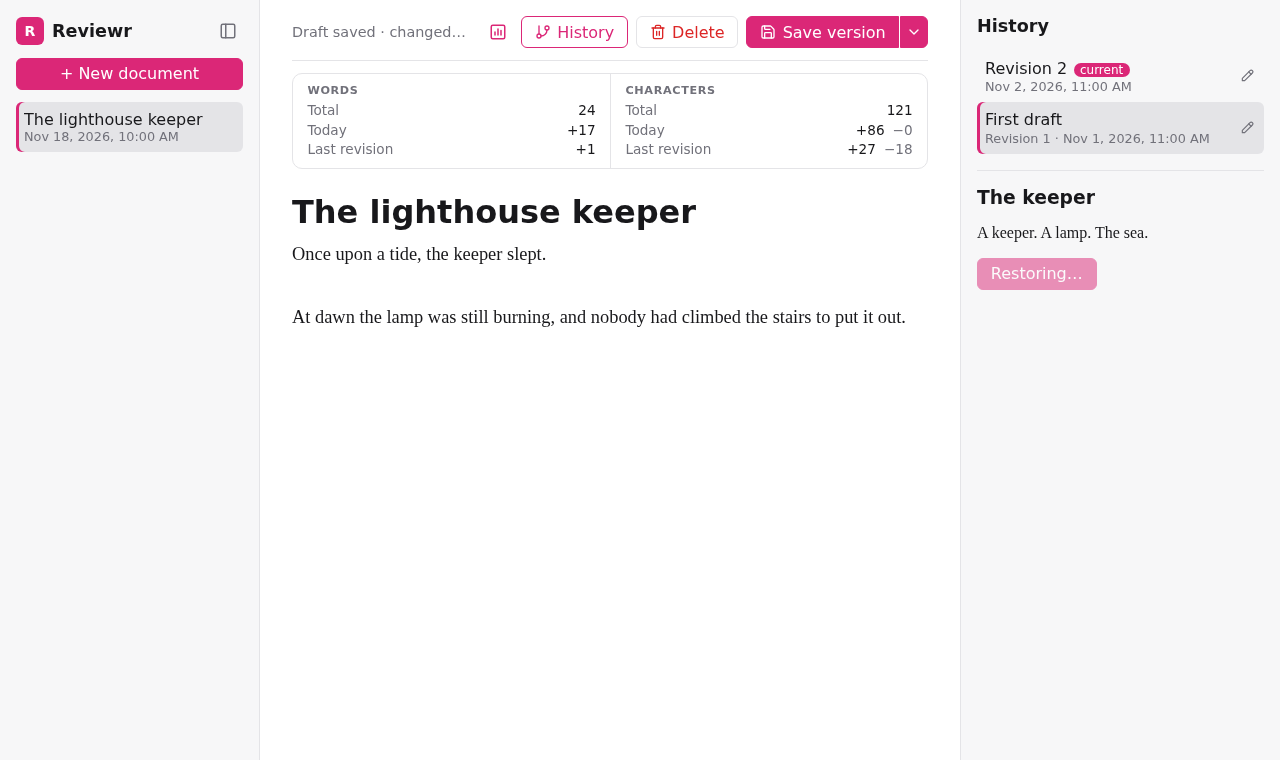 R Reviewr
+ New document
The lighthouse keeper
Nov 18, 2026, 10:00 AM
Draft saved · changed…
History
Delete
Save version
WORDS
Total 24
Today +17
Last revision +1
CHARACTERS
Total 121
Today +86 −0
Last revision +27 −18
The lighthouse keeper
Once upon a tide, the keeper slept.
At dawn the lamp was still burning, and nobody had climbed the stairs to put it out.
History
Revision 2 current
Nov 2, 2026, 11:00 AM
First draft
Revision 1 · Nov 1, 2026, 11:00 AM
The keeper
A keeper. A lamp. The sea.
Restoring…